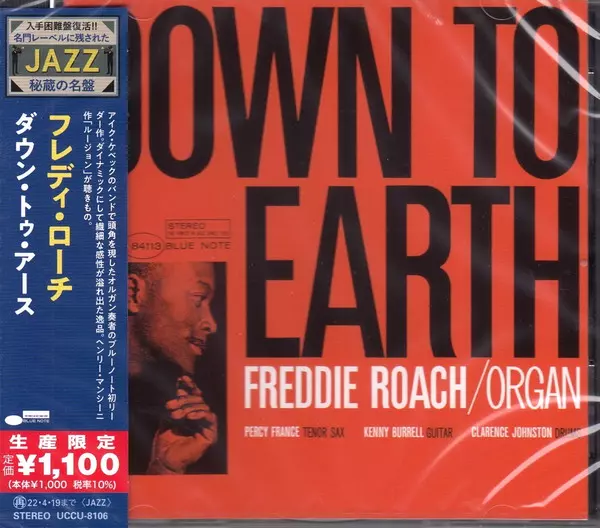 入手困難盤復活!!
名門レーベルに残された
JAZZ
秘蔵の名盤
フレディ・ローチ
ダウン・トゥ・アース
アイク・ケベックのバンドで頭角を現したオルガン奏者のブルーノート初リー
ダー作。ダイナミックにして繊細な感性が溢れ出た逸品。ヘンリー・マンシーニ
作「ルージョン」が聴きもの。
BLUE NOTE
生産限定
定価 ¥1,100
(本体¥1,000 税率10%)
再 22・4・19まで 〈JAZZ〉
STEREO UCCU-8106
DOWN TO
EARTH
STEREO
84113 BLUE NOTE
FREDDIE ROACH/ORGAN
PERCY FRANCE TENOR SAX KENNY BURRELL GUITAR CLARENCE JOHNSTON DRUMS